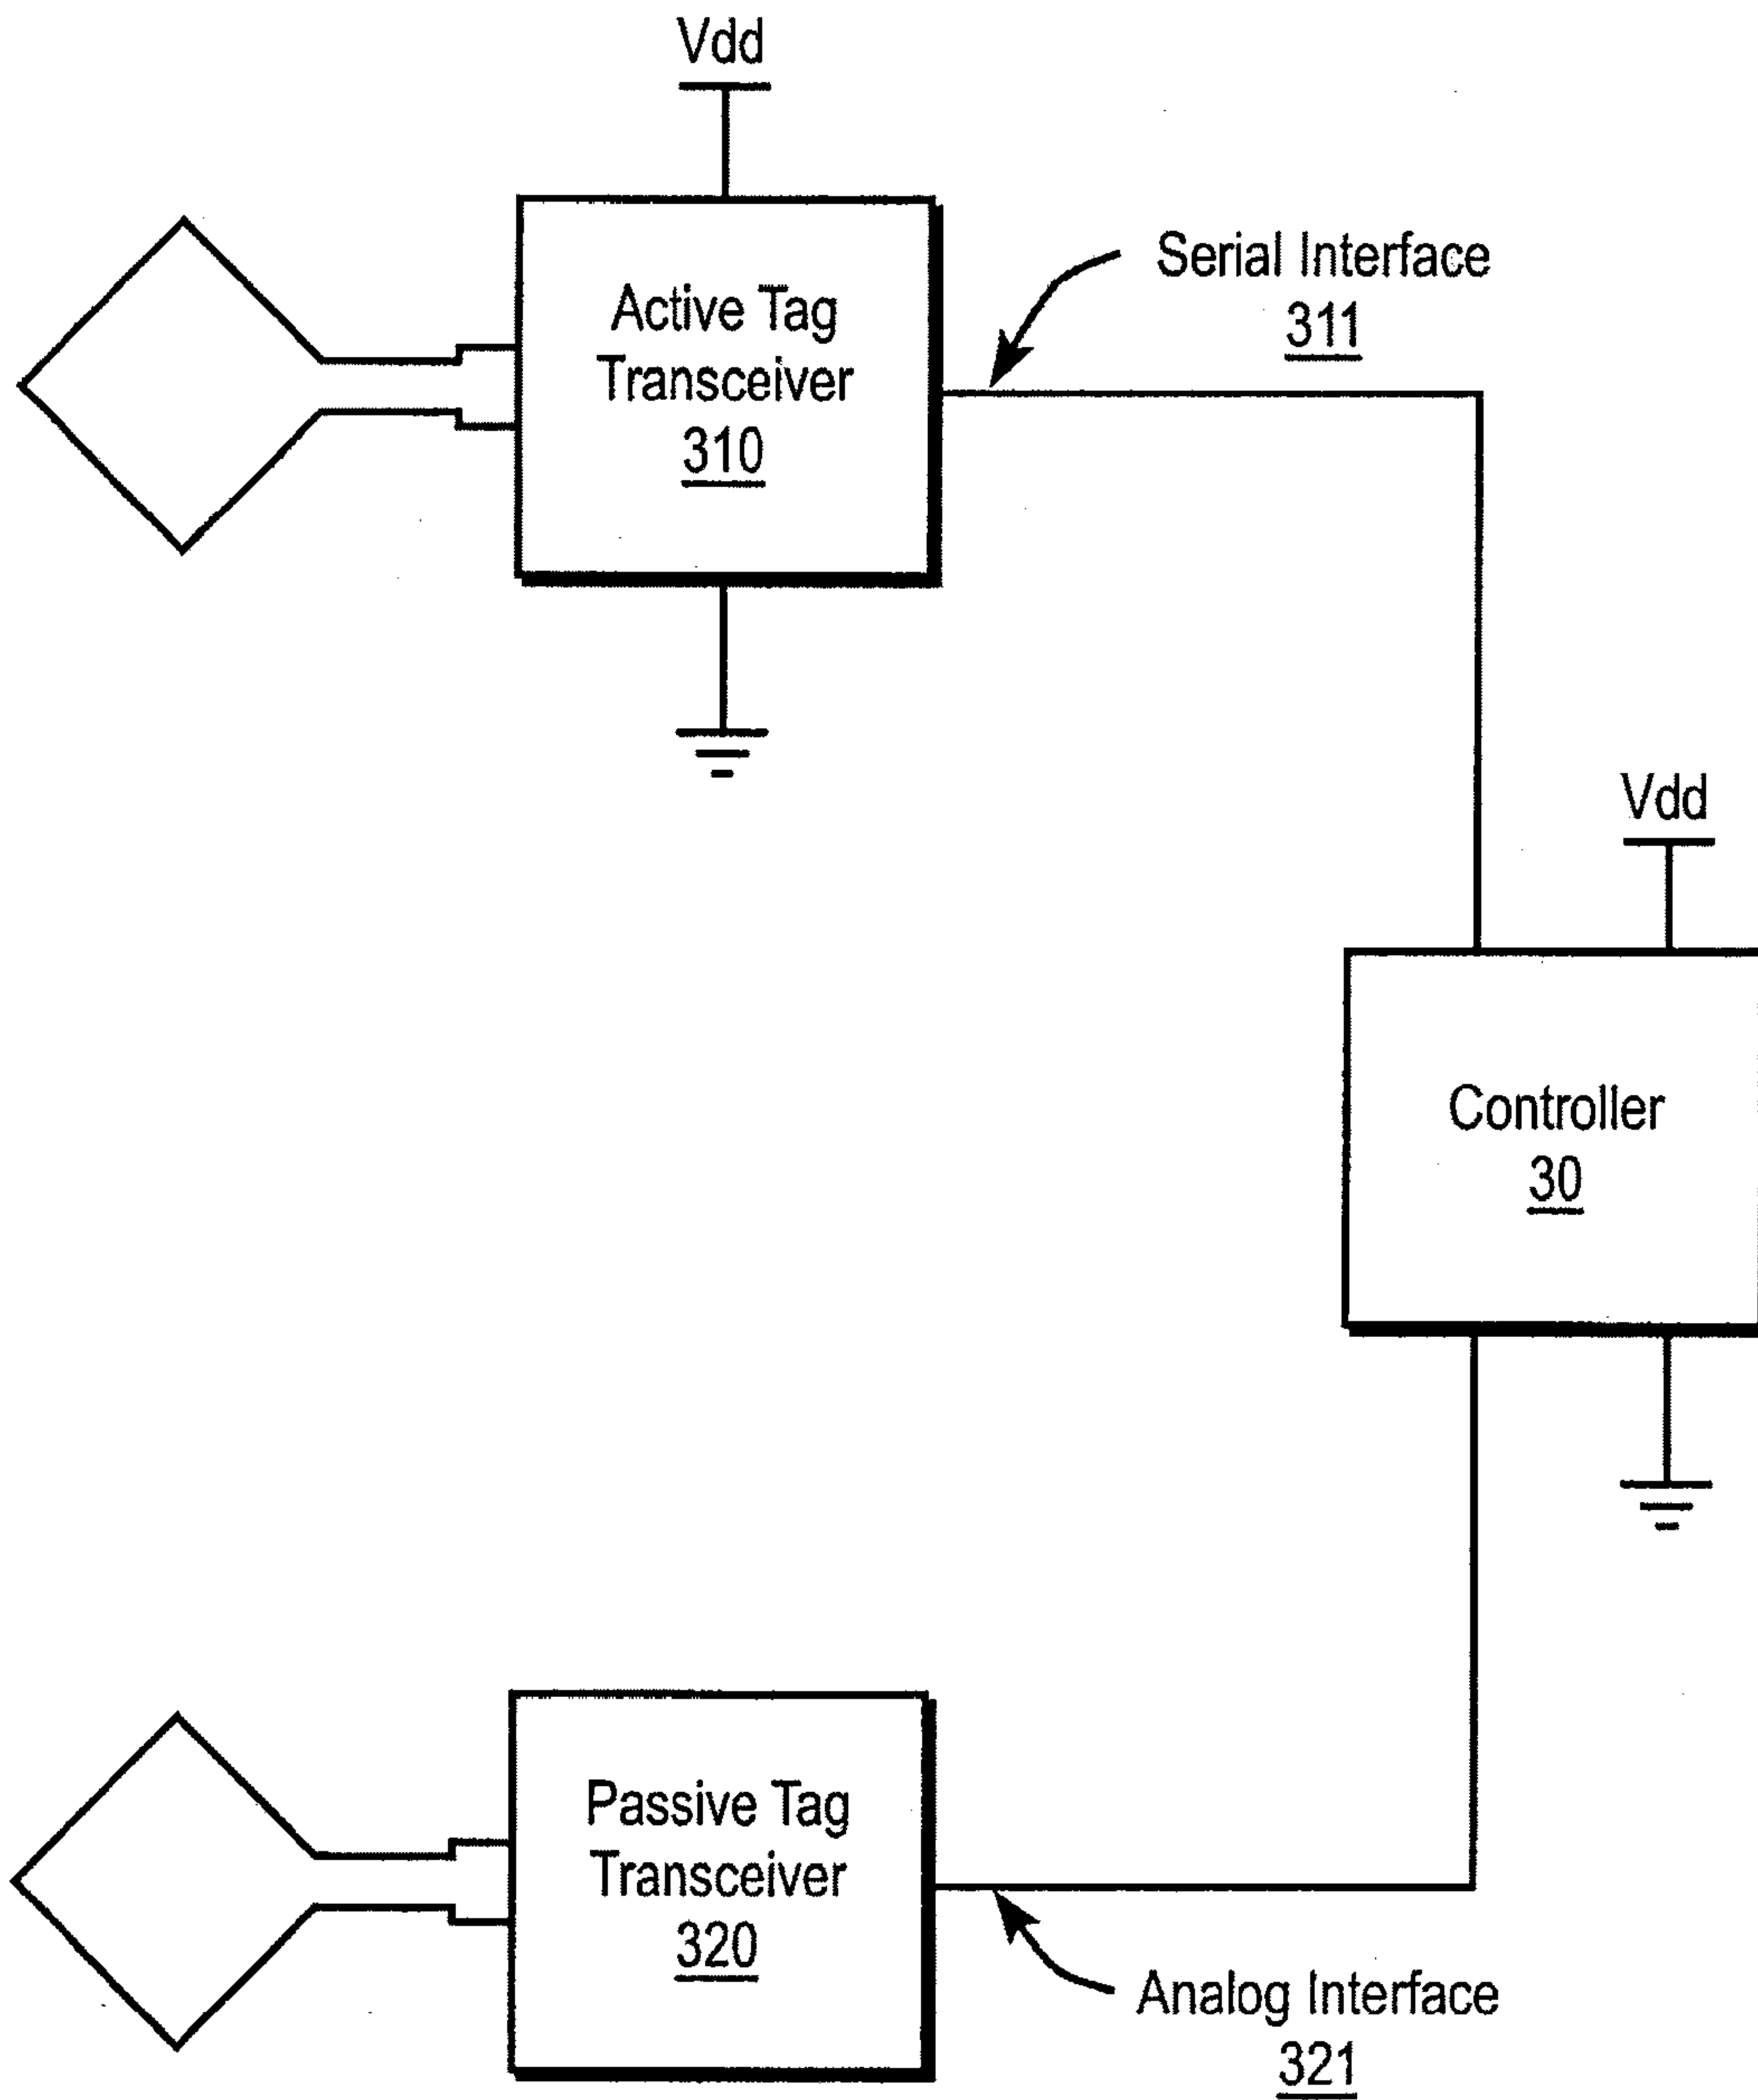 Vdd
Active Tag
Transceiver
310
Serial Interface
311
Vdd
Controller
30
Passive Tag
Transceiver
320
Analog Interface
321